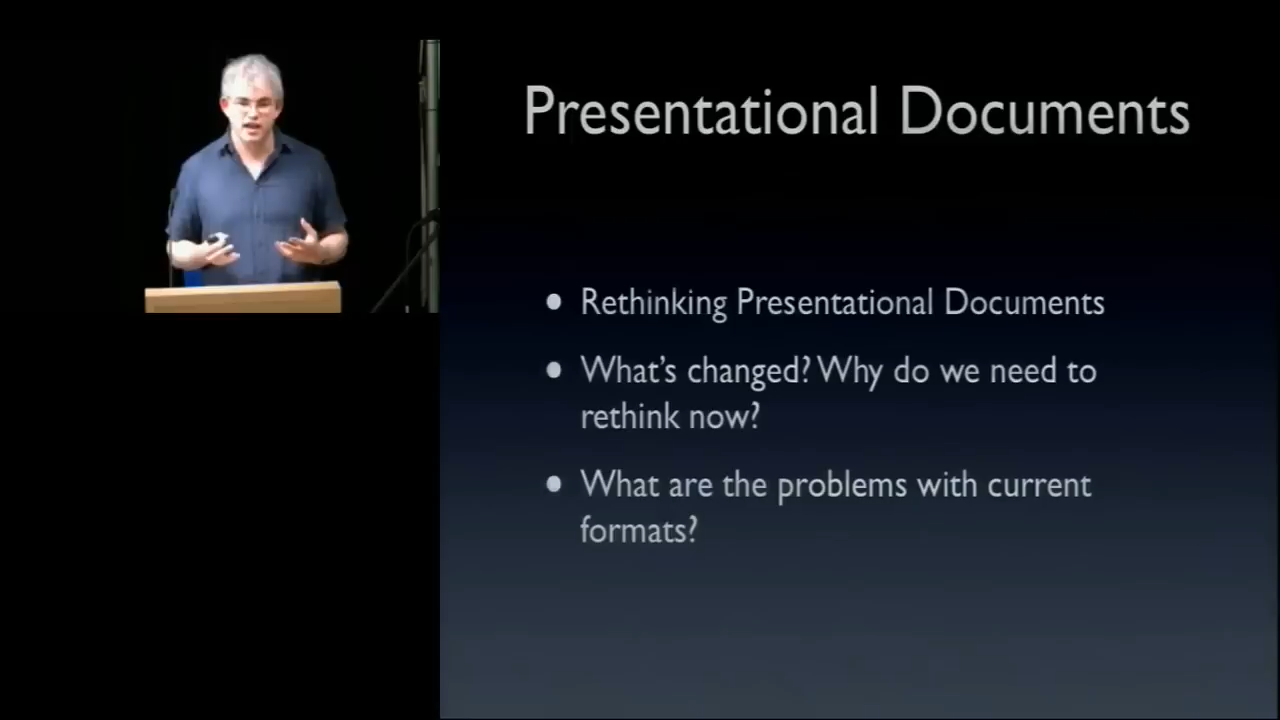 Presentational Documents
• Rethinking Presentational Documents
• What's changed? Why do we need to
rethink now?
• What are the problems with current
formats?